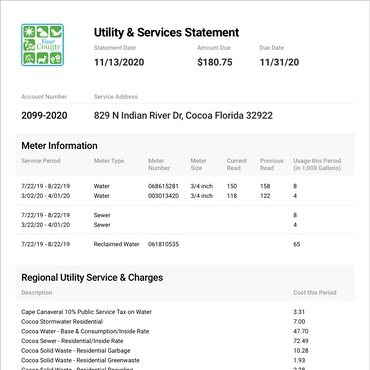 Your
County
Utility & Services Statement
Statement Date Amount Due Due Date
11/13/2020 $180.75 11/31/20
Account Number Service Address
2099-2020 829 N Indian River Dr, Cocoa Florida 32922
Meter Information
Service Period Meter Type Meter Number Meter Size Current Read Previous Read Usage this Period (in 1,000 Gallons)
7/22/19 - 8/22/19 Water 068615281 3/4 inch 150 158 8
3/02/20 - 4/01/20 Water 003013420 3/4 inch 118 122 4
7/22/19 - 8/22/19 Sewer 8
3/22/20 - 4/01/20 Sewer 4
7/22/19 - 8/22/19 Reclaimed Water 061810535 65
Regional Utility Service & Charges
Description Cost this Period
Cape Canaveral 10% Public Service Tax on Water 3.31
Cocoa Stormwater Residential 7.00
Cocoa Water - Base & Consumption/Inside Rate 47.70
Cocoa Sewer - Residential/Inside Rate 72.49
Cocoa Solid Waste - Residential Garbage 10.28
Cocoa Solid Waste - Residential Greenwaste 1.93
Cocoa Solid Waste - Residential Recycling 2.28